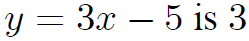 y = 3x − 5 is 3